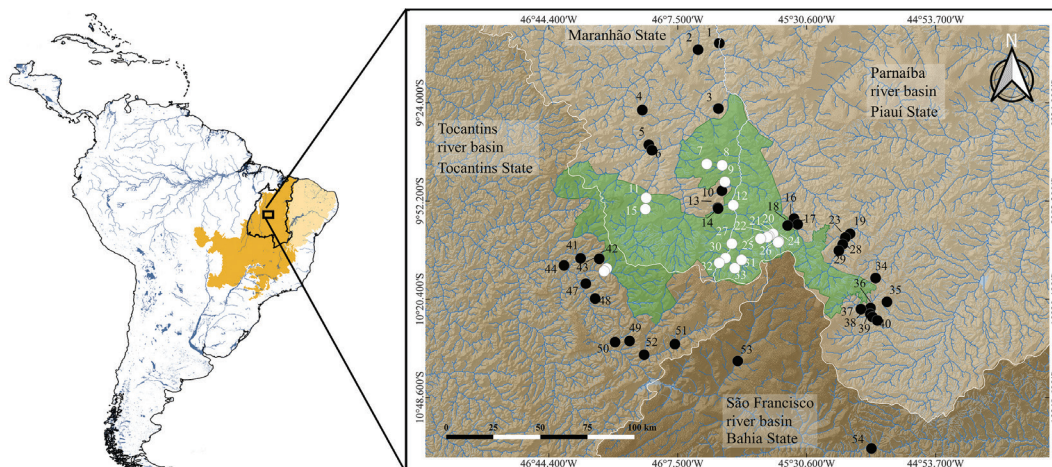 46°44.400'W 46°7.500'W 45°30.600'W 44°53.700'W
Maranhão State
2 1
N
Parnaíba
river basin
Piauí State
9°24.000'S
4 3
Tocantins
river basin
Tocantins State
5
6
7 8
9
10
11 12
13
14
15
9°52.200'S
16
18 17
23 19
21 20
22
27
24
25
26
28
29
30
31
32
33
34
36 35
37
38
39 40
41 42
43
44
47
48
10°20.400'S
49
50 51
52
53
54
10°48.600'S
São Francisco
river basin
Bahia State
0 25 50 75 100 km
46°44.400'W 46°7.500'W 45°30.600'W 44°53.700'W